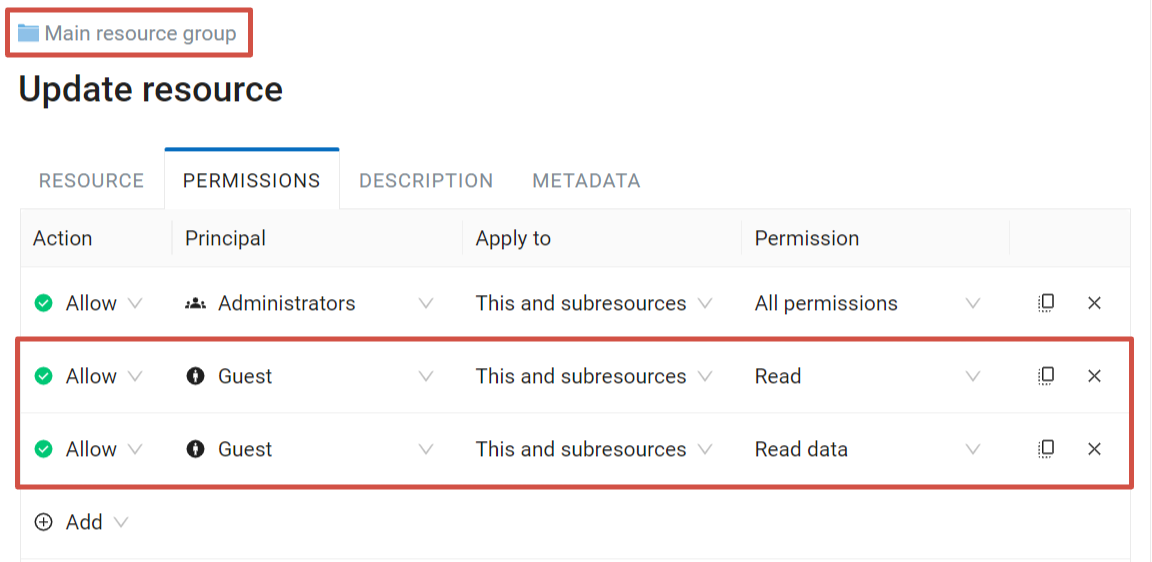 Main resource group
Update resource
RESOURCE PERMISSIONS DESCRIPTION METADATA
Action Principal Apply to Permission
Allow Administrators This and subresources All permissions
Allow Guest This and subresources Read
Allow Guest This and subresources Read data
Add